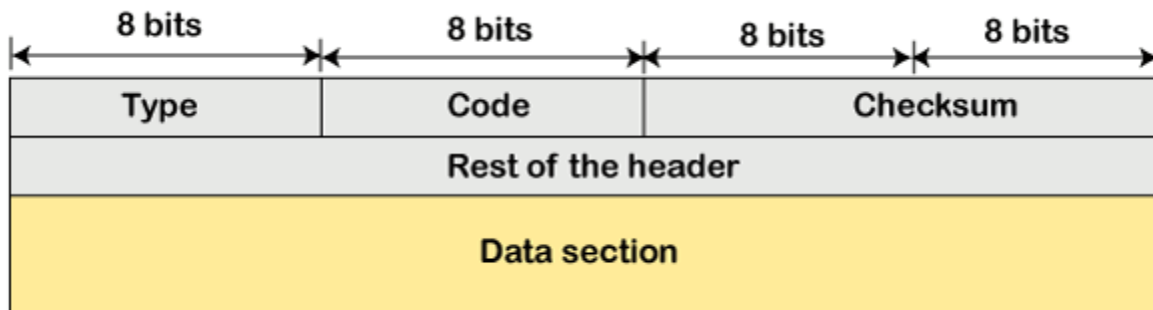 8 bits 8 bits 8 bits 8 bits
Type Code Checksum
Rest of the header
Data section